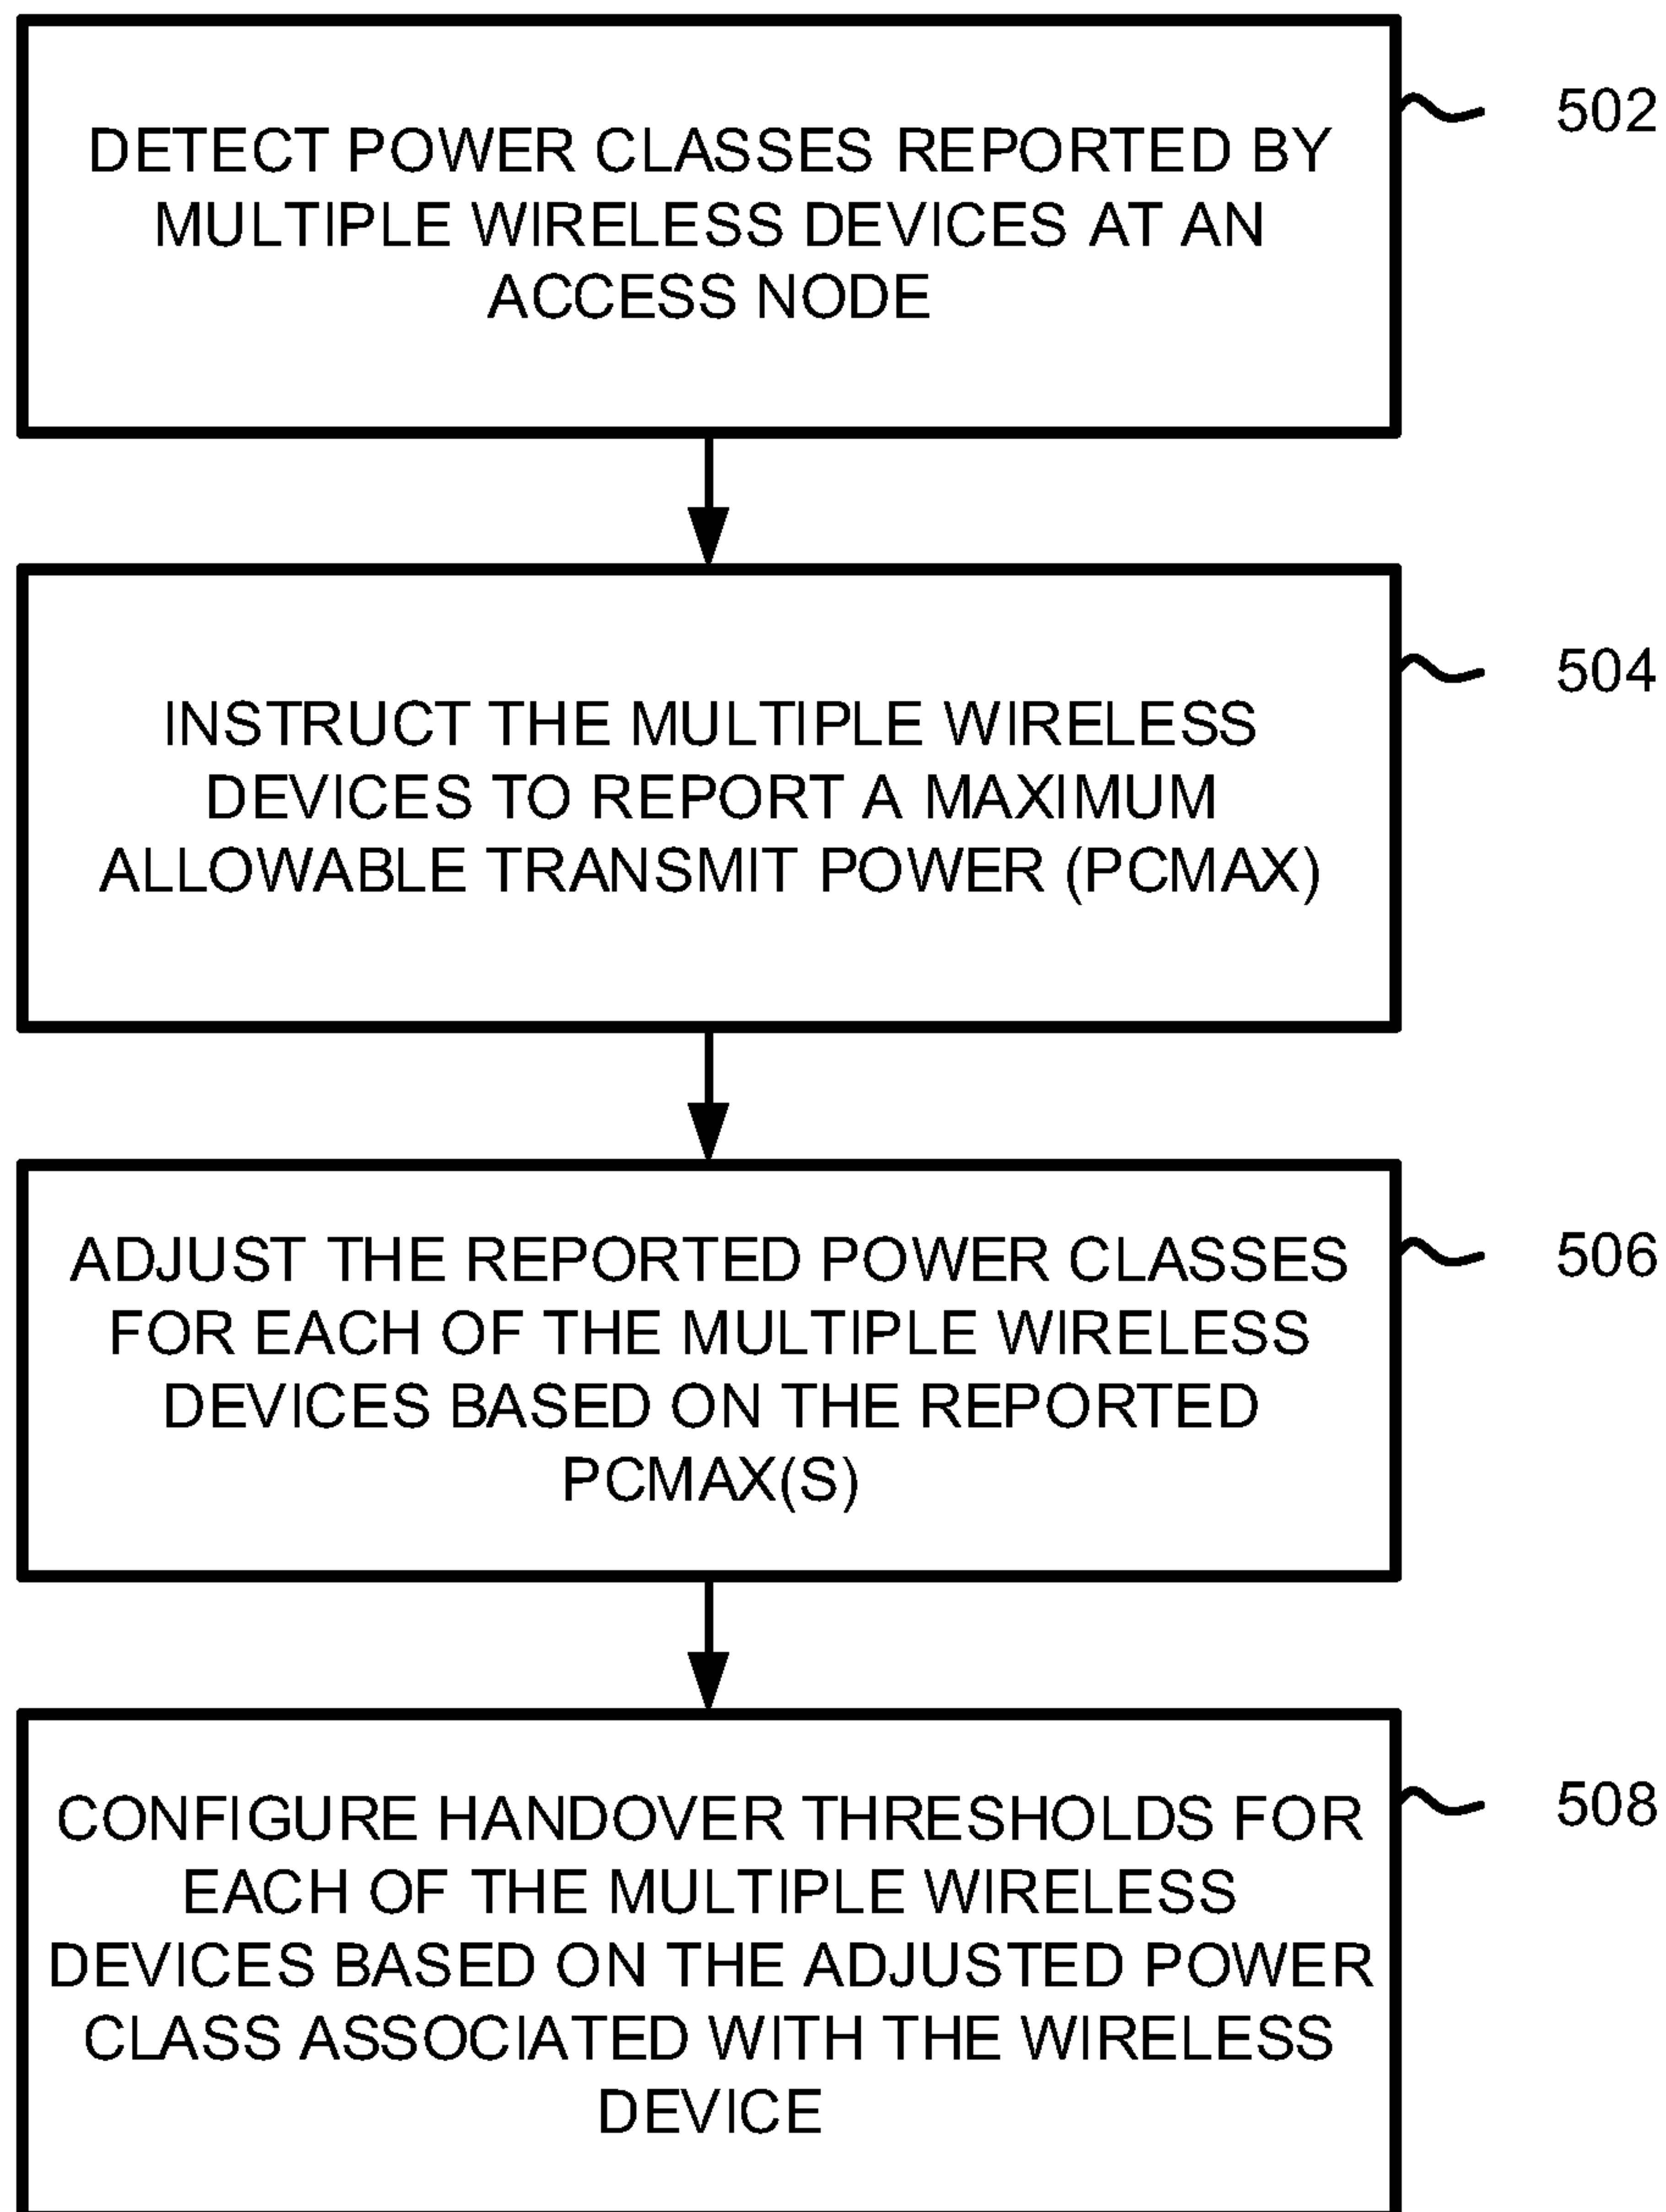 DETECT POWER CLASSES REPORTED BY
MULTIPLE WIRELESS DEVICES AT AN
ACCESS NODE
502
INSTRUCT THE MULTIPLE WIRELESS
DEVICES TO REPORT A MAXIMUM
ALLOWABLE TRANSMIT POWER (PCMAX)
504
ADJUST THE REPORTED POWER CLASSES
FOR EACH OF THE MULTIPLE WIRELESS
DEVICES BASED ON THE REPORTED
PCMAX(S)
506
CONFIGURE HANDOVER THRESHOLDS FOR
EACH OF THE MULTIPLE WIRELESS
DEVICES BASED ON THE ADJUSTED POWER
CLASS ASSOCIATED WITH THE WIRELESS
DEVICE
508